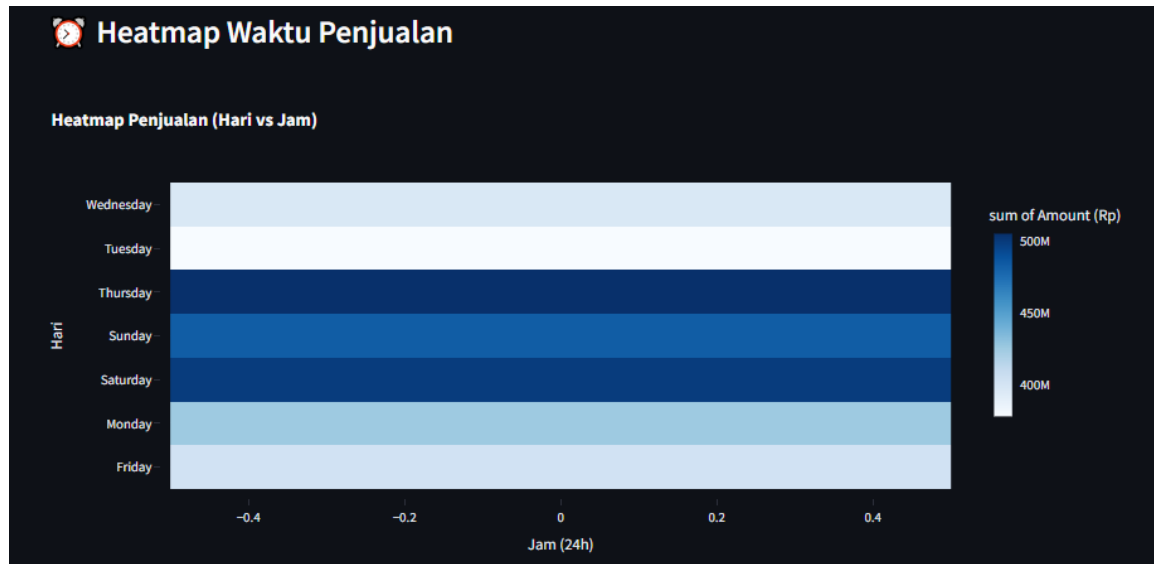 ⏰ Heatmap Waktu Penjualan
Heatmap Penjualan (Hari vs Jam)
Hari
Wednesday
Tuesday
Thursday
Sunday
Saturday
Monday
Friday
−0.4
−0.2
0
0.2
0.4
Jam (24h)
sum of Amount (Rp)
500M
450M
400M